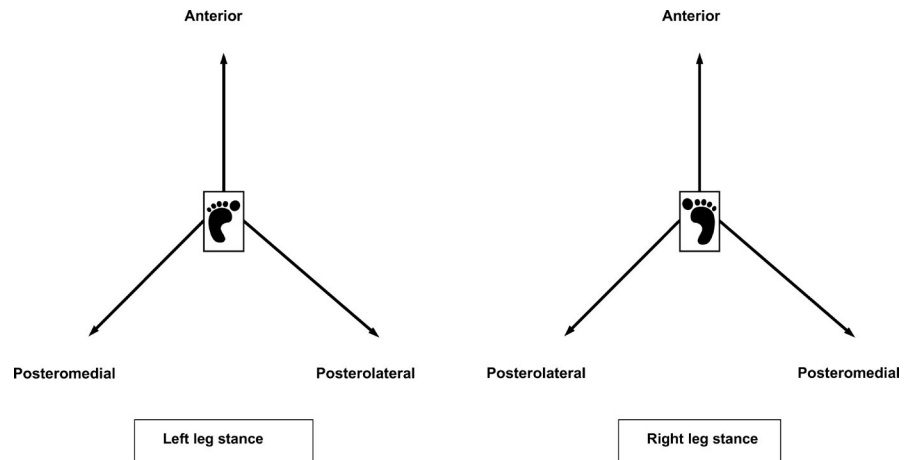 Anterior
Anterior
Posteromedial
Posterolateral
Posterolateral
Posteromedial
Left leg stance
Right leg stance